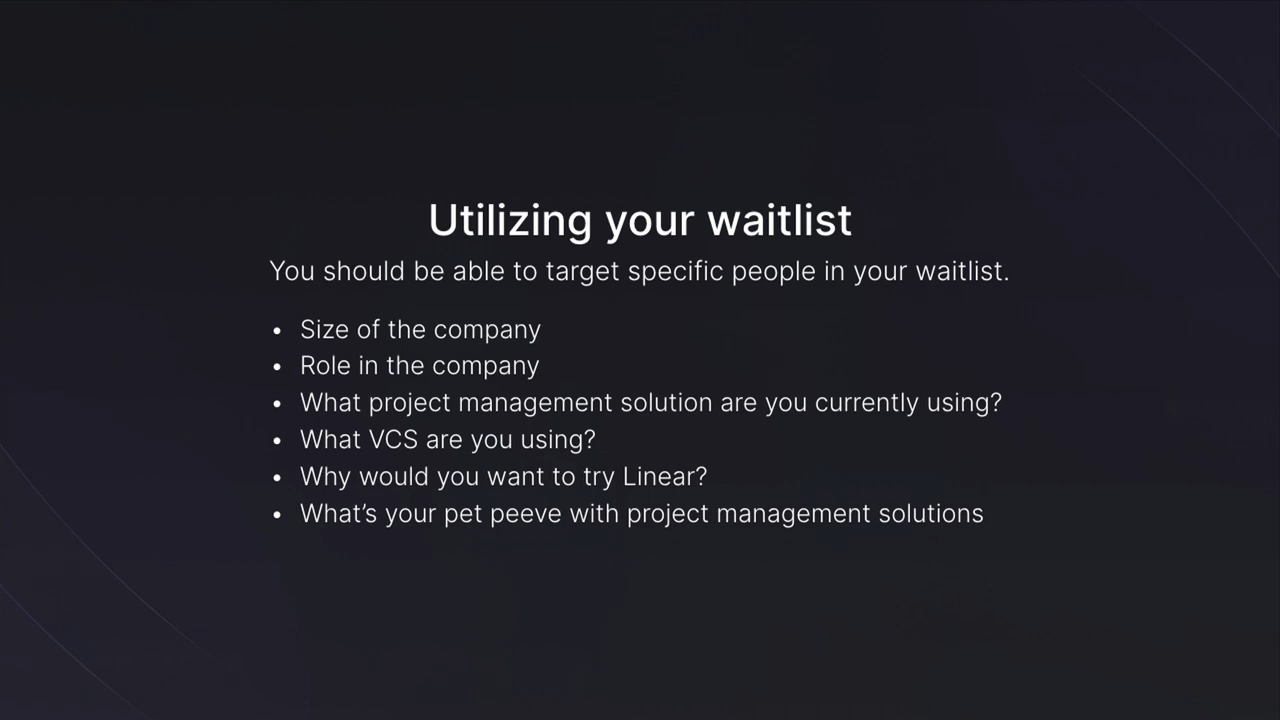 Utilizing your waitlist
You should be able to target specific people in your waitlist.
• Size of the company
• Role in the company
• What project management solution are you currently using?
• What VCS are you using?
• Why would you want to try Linear?
• What’s your pet peeve with project management solutions